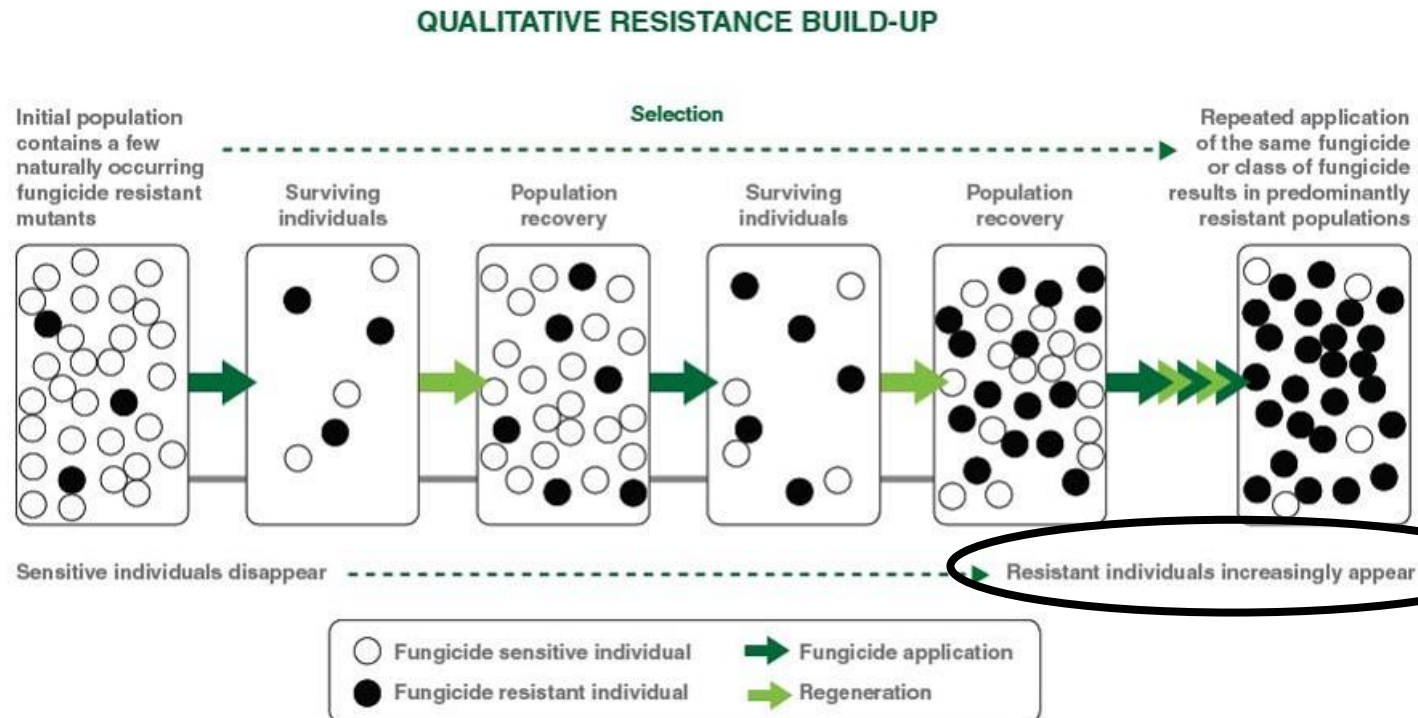 QUALITATIVE RESISTANCE BUILD-UP
Initial population
contains a few
naturally occurring
fungicide resistant
mutants
Selection
Repeated application
of the same fungicide
or class of fungicide
results in predominantly
resistant populations
Surviving
individuals
Population
recovery
Surviving
individuals
Population
recovery
Sensitive individuals disappear
Resistant individuals increasingly appear
Fungicide sensitive individual
Fungicide application
Fungicide resistant individual
Regeneration